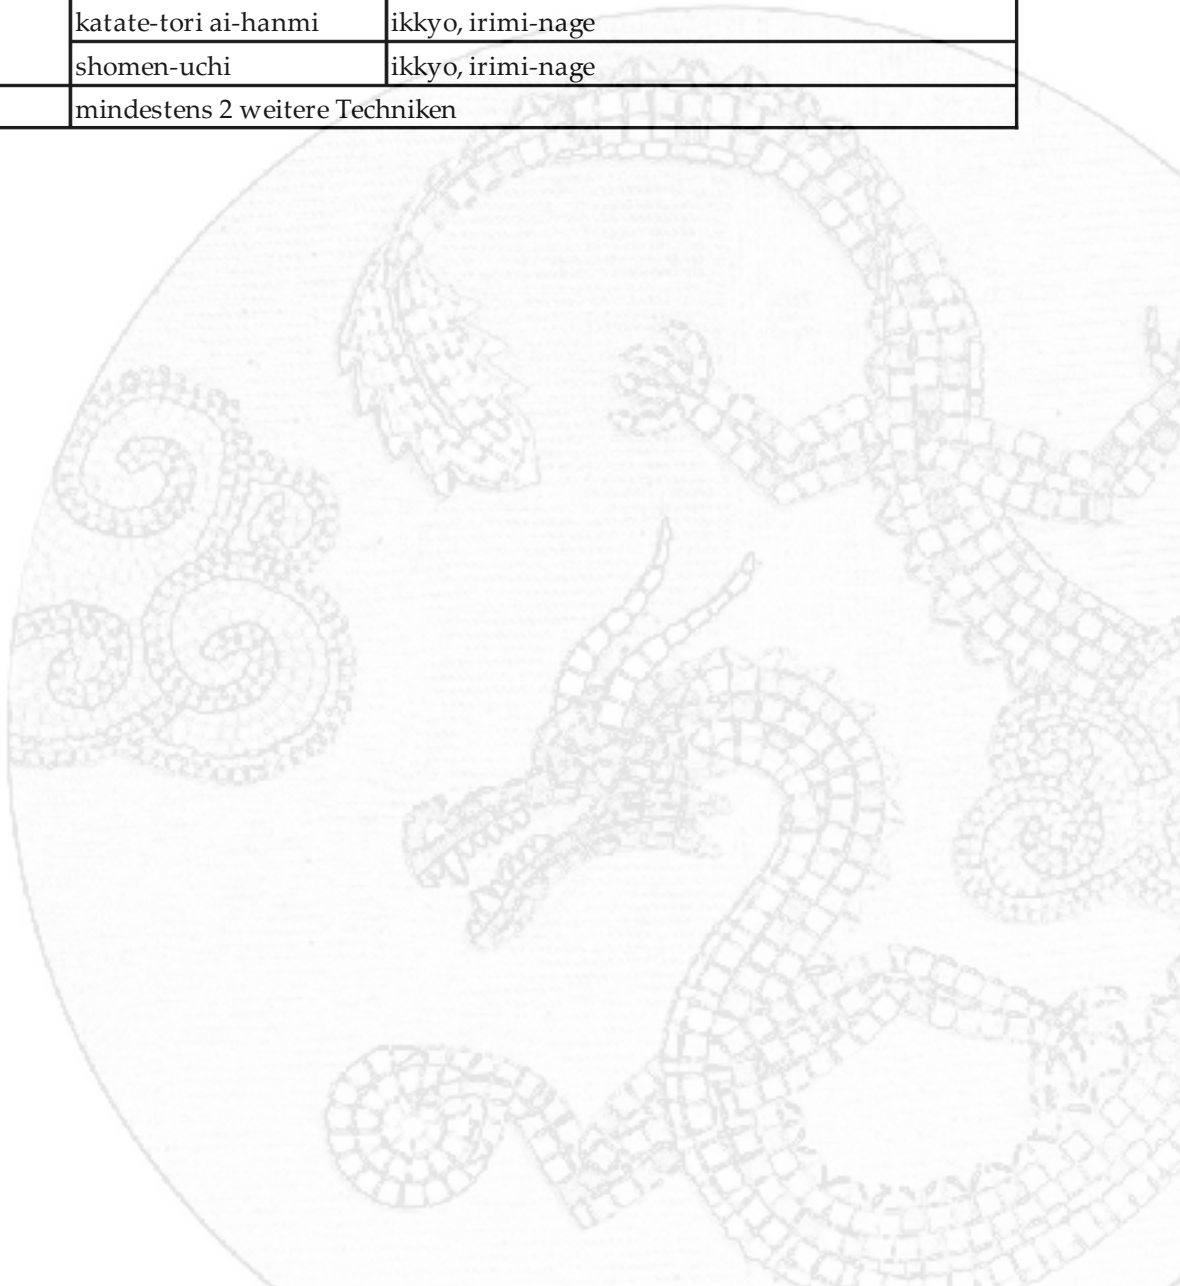 katate-tori ai-hanmi ikkyo, irimi-nage
shomen-uchi ikkyo, irimi-nage
mindestens 2 weitere Techniken